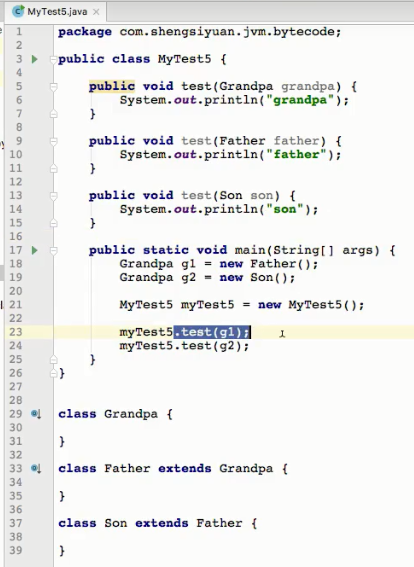 MyTest5.java
1 package com.shengsiyuan.jvm.bytecode;
2
3 public class MyTest5 {
4
5 public void test(Grandpa grandpa) {
6 System.out.println("grandpa");
7 }
8
9 public void test(Father father) {
10 System.out.println("father");
11 }
12
13 public void test(Son son) {
14 System.out.println("son");
15 }
16
17 public static void main(String[] args) {
18 Grandpa g1 = new Father();
19 Grandpa g2 = new Son();
20
21 MyTest5 myTest5 = new MyTest5();
22
23 myTest5.test(g1);
24 myTest5.test(g2);
25 }
26 }
27
28
29 class Grandpa {
30
31 }
32
33 class Father extends Grandpa {
34
35 }
36
37 class Son extends Father {
38
39 }